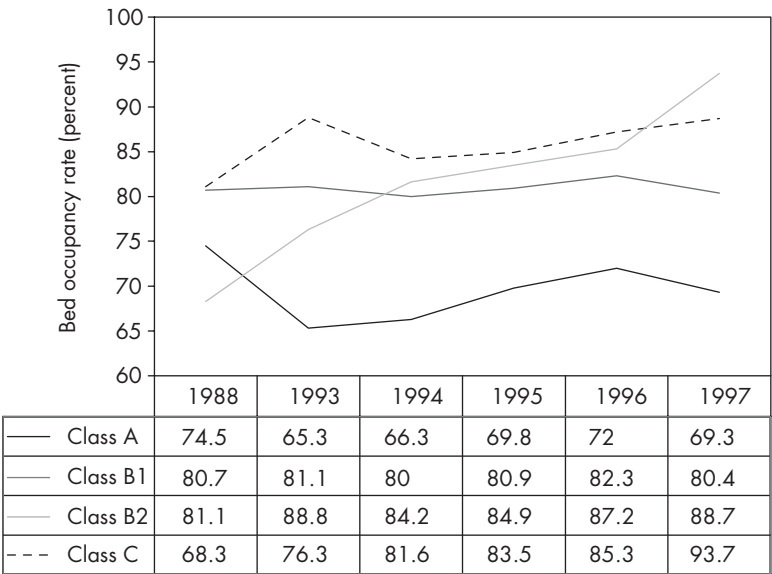 Bed occupancy rate (percent)
100
95
90
85
80
75
70
65
60
1988 1993 1994 1995 1996 1997
Class A 74.5 65.3 66.3 69.8 72 69.3
Class B1 80.7 81.1 80 80.9 82.3 80.4
Class B2 81.1 88.8 84.2 84.9 87.2 88.7
Class C 68.3 76.3 81.6 83.5 85.3 93.7